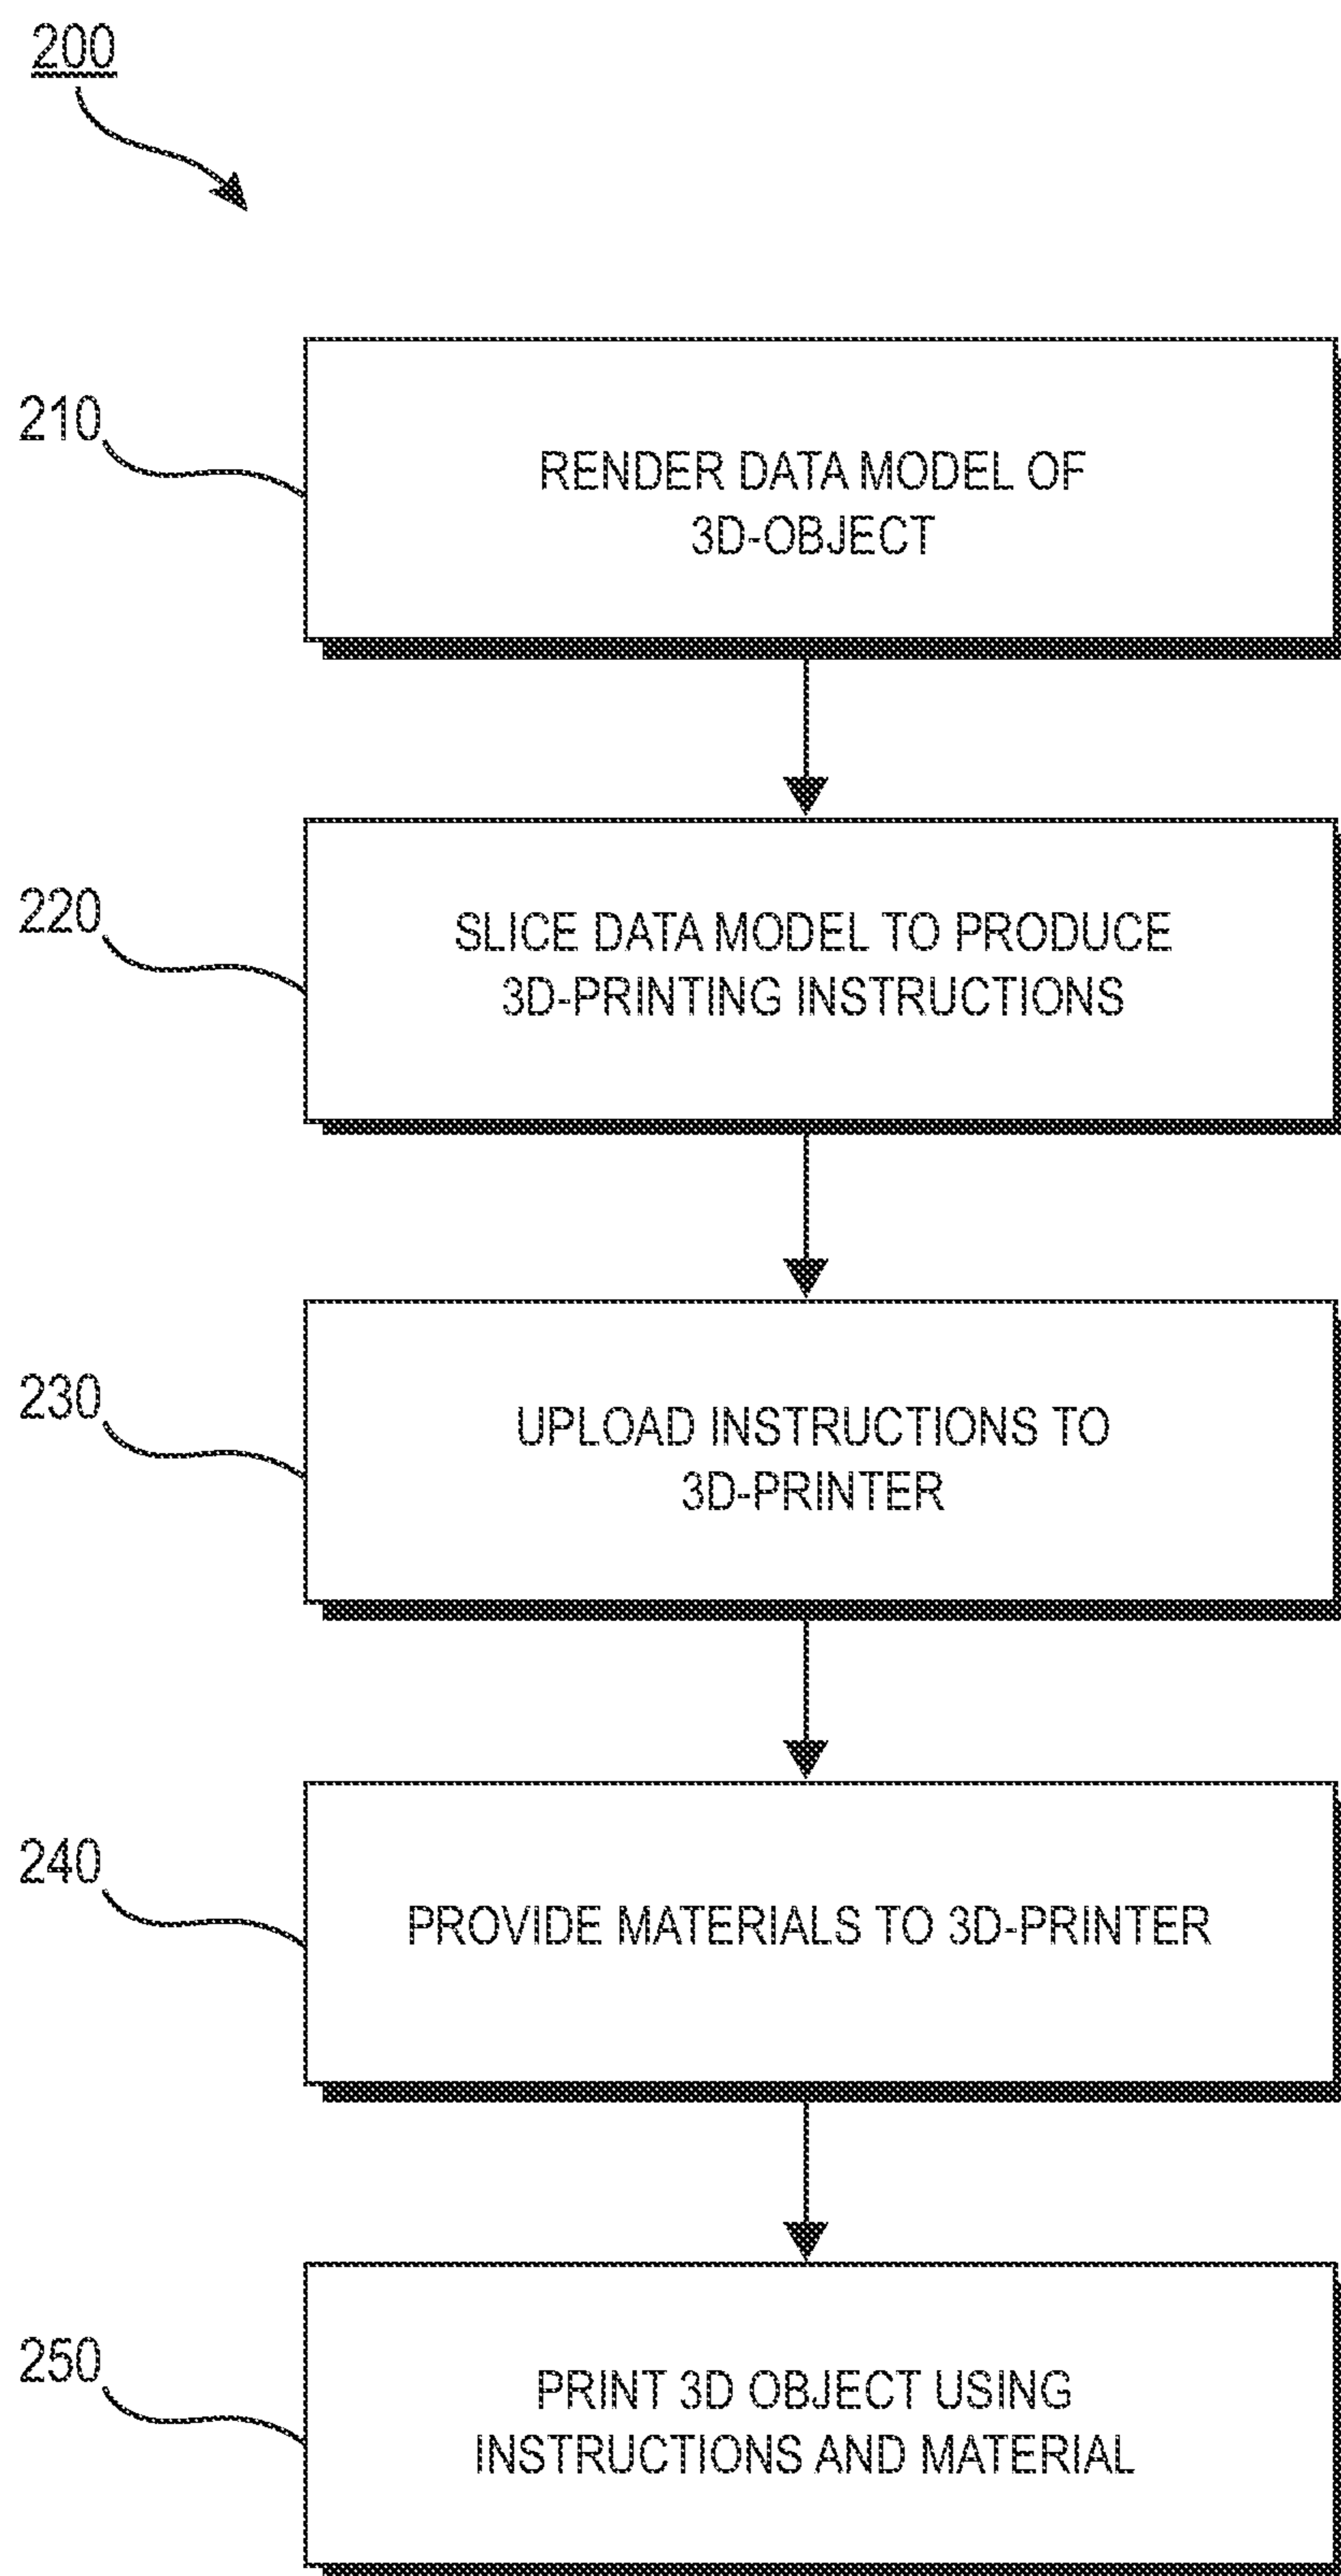 200
210
RENDER DATA MODEL OF
3D-OBJECT
220
SLICE DATA MODEL TO PRODUCE
3D-PRINTING INSTRUCTIONS
230
UPLOAD INSTRUCTIONS TO
3D-PRINTER
240
PROVIDE MATERIALS TO 3D-PRINTER
250
PRINT 3D OBJECT USING
INSTRUCTIONS AND MATERIAL